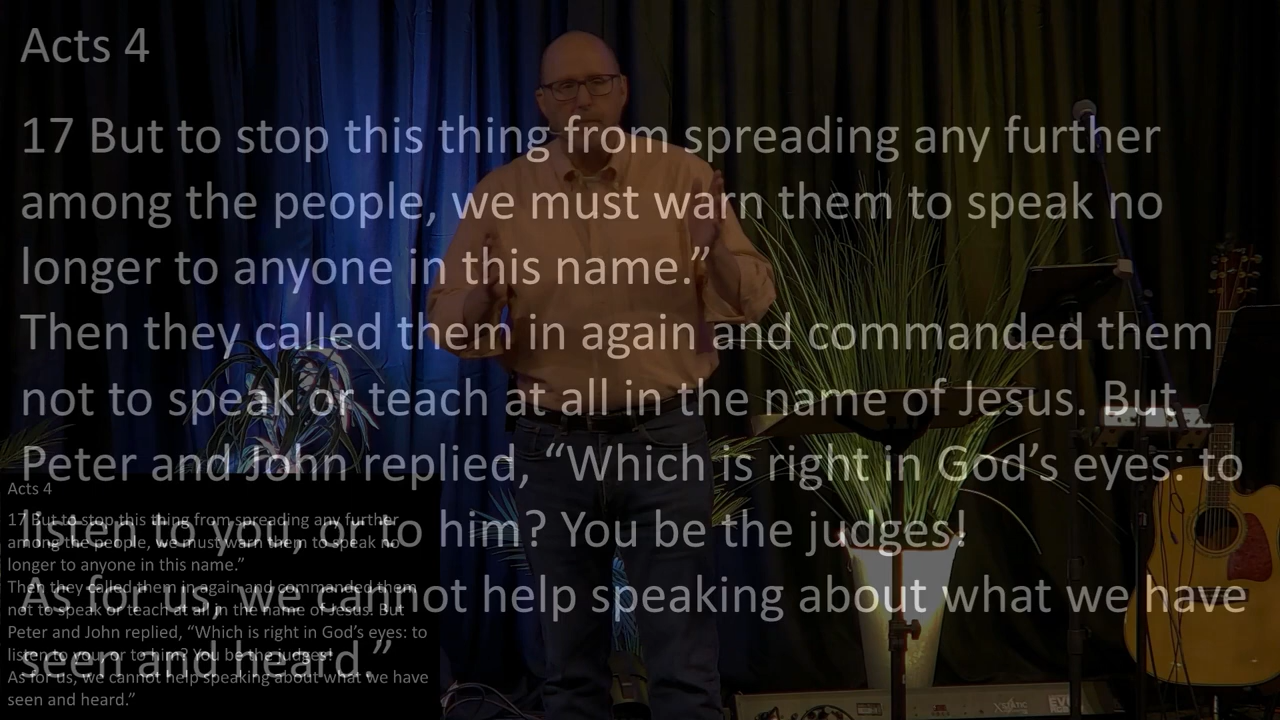 Acts 4
17 But to stop this thing from spreading any further
among the people, we must warn them to speak no
longer to anyone in this name.”
Then they called them in again and commanded them
not to speak or teach at all in the name of Jesus. But
Peter and John replied, “Which is right in God’s eyes: to
listen to you, or to him? You be the judges!
As for us, we cannot help speaking about what we have
seen and heard.”
Acts 4
17 But to stop this thing from spreading any further
among the people, we must warn them to speak no
longer to anyone in this name.”
Then they called them in again and commanded them
not to speak or teach at all in the name of Jesus. But
Peter and John replied, “Which is right in God’s eyes: to
listen to you, or to him? You be the judges!
As for us, we cannot help speaking about what we have
seen and heard.”